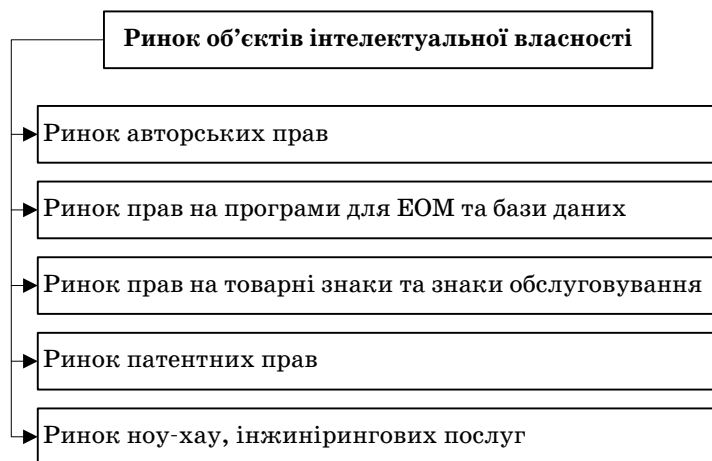 Ринок об’єктів інтелектуальної власності
Ринок авторських прав
Ринок прав на програми для ЕОМ та бази даних
Ринок прав на товарні знаки та знаки обслуговування
Ринок патентних прав
Ринок ноу-хау, інжинірингових послуг